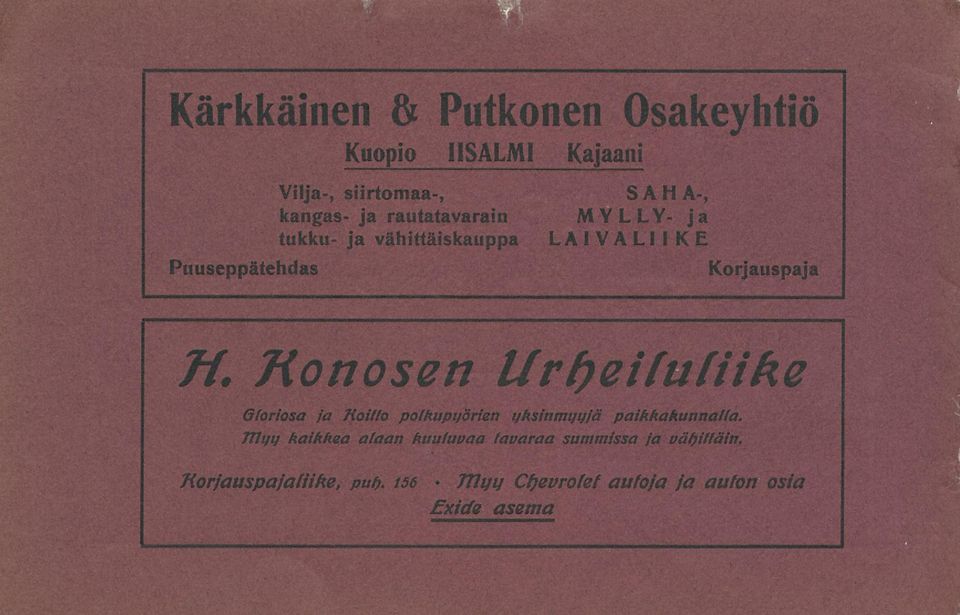 Kärkkäinen & Putkonen Osakeyhtiö
Kuopio IISALMI Kajaani
Vilja-, siirtomaa-,
kangas- ja rautatavarain
tukku- ja vähittäiskauppa
SAHA-,
MYLLY- ja
LAIVALIIKE
Puuseppätehdas
Korjauspaja
H. Konosen Urheiluliike
Gloriosa ja Koitto polkupyörien yksinmyyjä paikkakunnalla.
Myy kaikkea alaan kuuluvaa tavaraa summissa ja vähittäin.
Korjauspajaliike, puh. 156 • Myy Chevrolet autoja ja auton osia
Exide asema